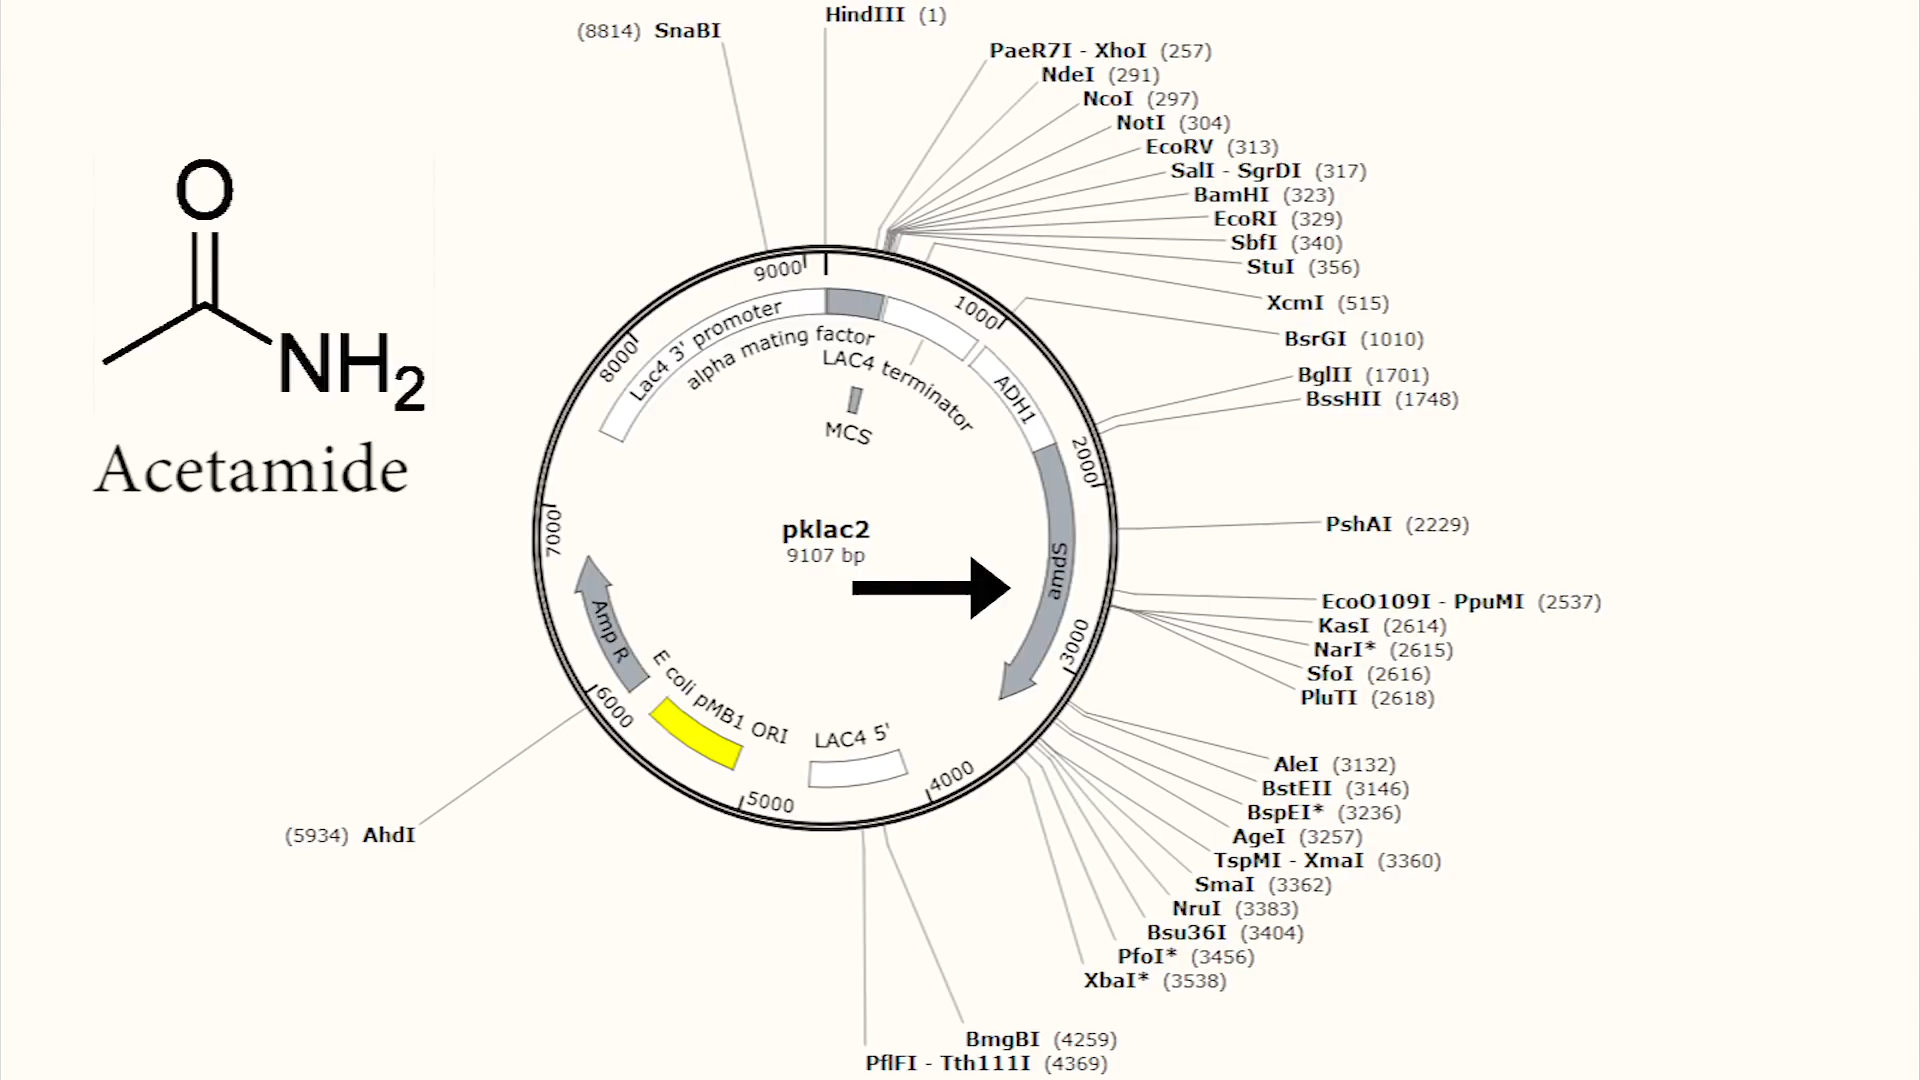 HindIII (1)
(8814) SnaBI
PaeR7I - XhoI (257)
NdeI (291)
NcoI (297)
NotI (304)
EcoRV (313)
SalI - SgrDI (317)
BamHI (323)
EcoRI (329)
SbfI (340)
StuI (356)
XcmI (515)
BsrGI (1010)
BglII (1701)
BssHII (1748)
PshAI (2229)
EcoO109I - PpuMI (2537)
KasI (2614)
NarI* (2615)
SfoI (2616)
PluTI (2618)
AleI (3132)
BstEII (3146)
BspEI* (3236)
AgeI (3257)
TspMI - XmaI (3360)
SmaI (3362)
NruI (3383)
Bsu36I (3404)
PfoI* (3456)
XbaI* (3538)
BmgBI (4259)
PflFI - Tth111I (4369)
(5934) AhdI
O
NH2
Acetamide
1000
2000
3000
4000
5000
6000
7000
8000
9000
Lac4 3' promoter
alpha mating factor
LAC4 terminator
MCS
ADH1
amdS
LAC4 5'
E coli pMB1 ORI
Amp R
pklac2
9107 bp